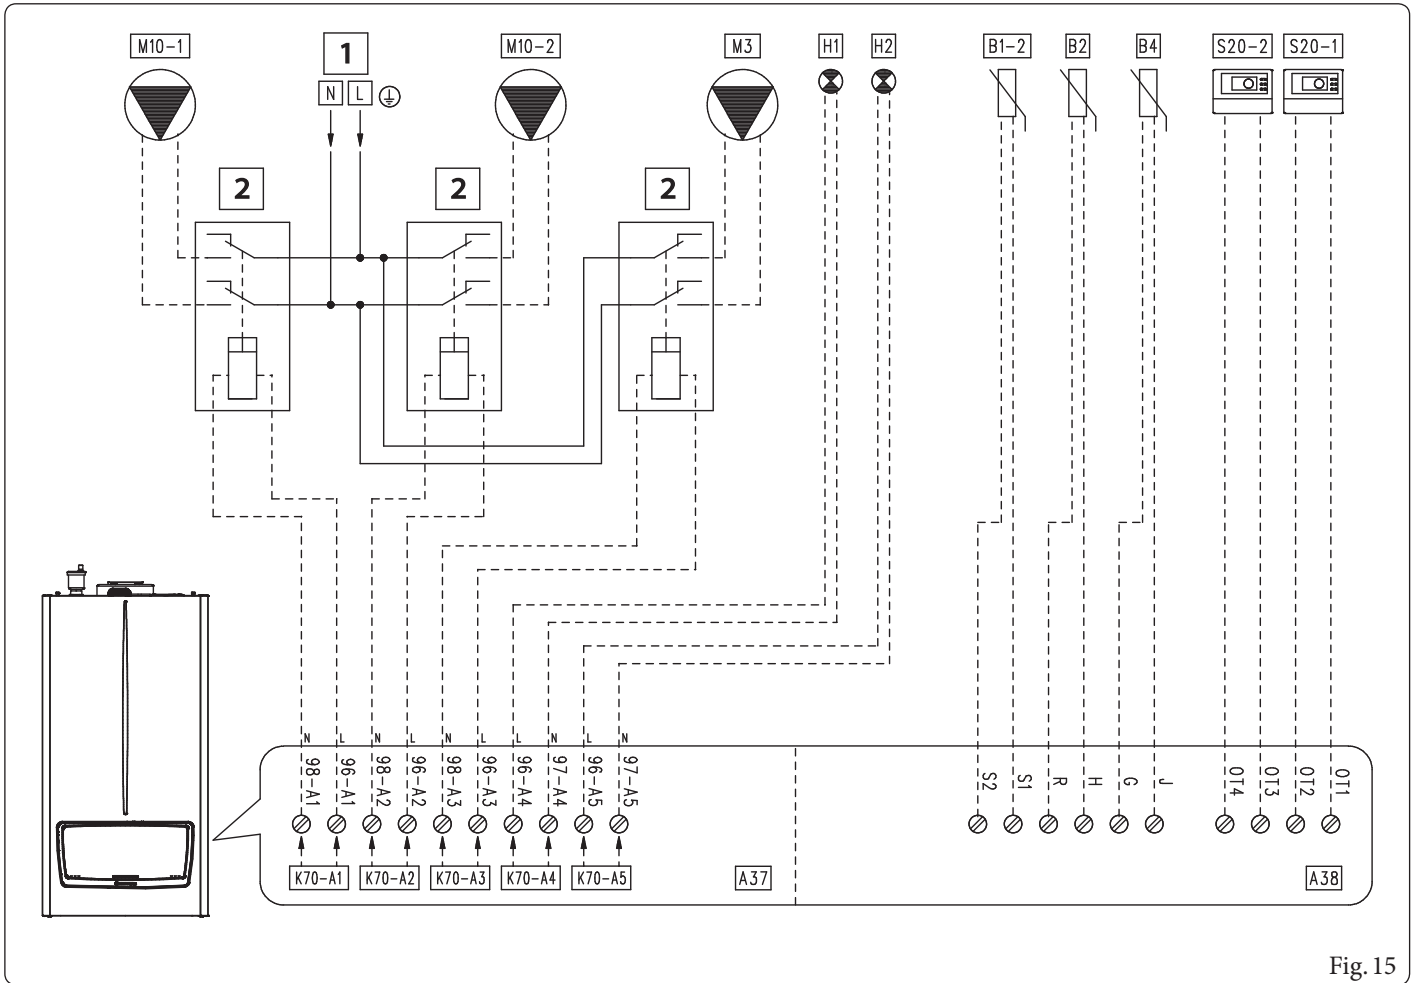 M10-1
1
M10-2
M3
H1
H2
B1-2
B2
B4
S20-2
S20-1
N
L
2
2
2
N
L
N
L
N
L
L
N
L
N
98-A1
96-A1
98-A2
96-A2
98-A3
96-A3
96-A4
97-A4
96-A5
97-A5
S2
S1
R
H
G
J
OT4
OT3
OT2
OT1
K70-A1
K70-A2
K70-A3
K70-A4
K70-A5
A37
A38
Fig. 15